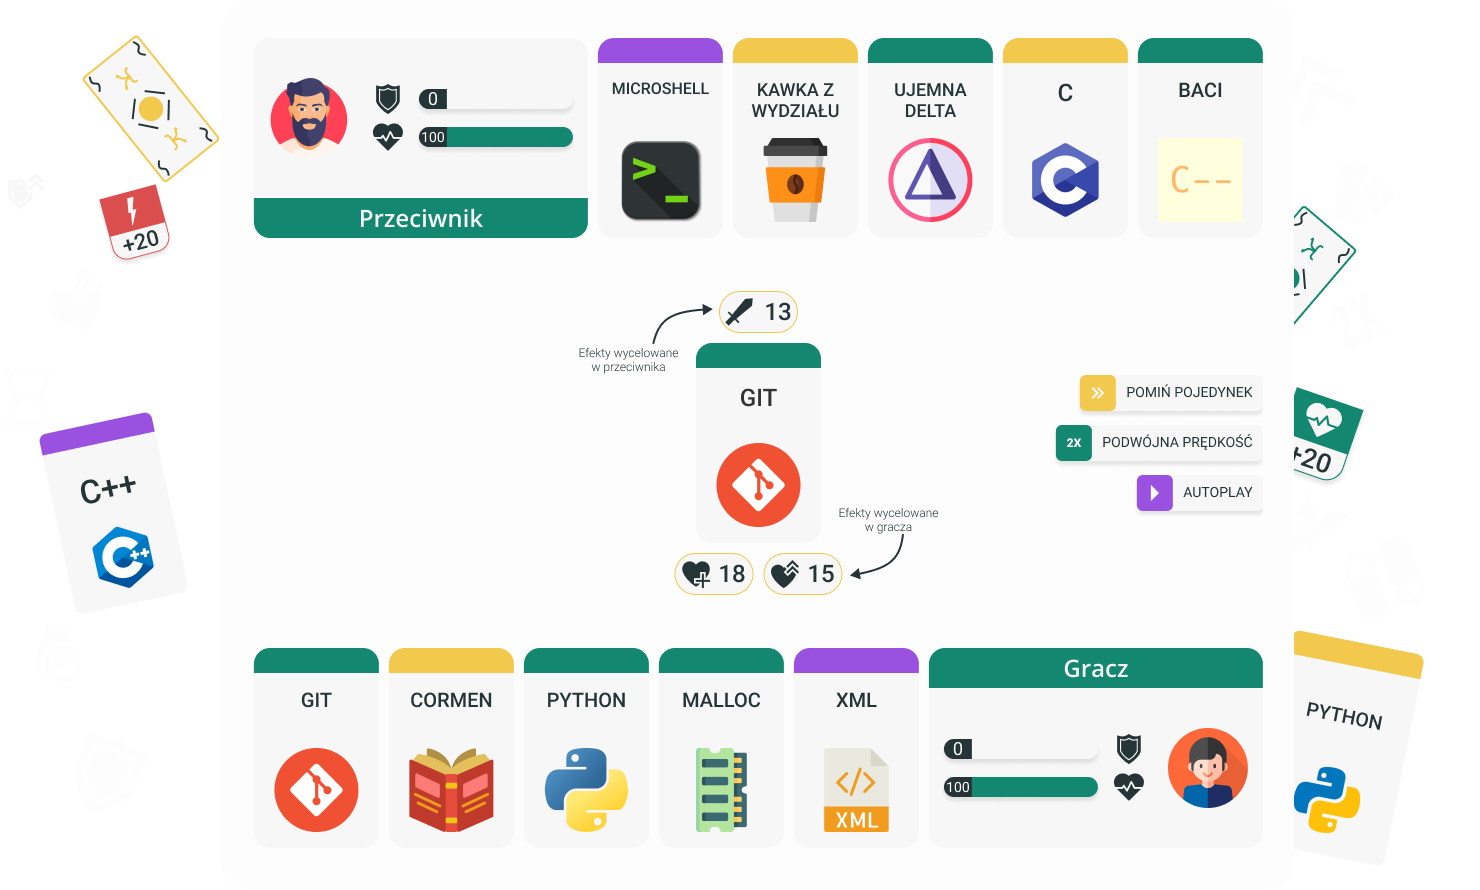 0
100
Przeciwnik
MICROSHELL
>_
KAWKA Z
WYDZIAŁU
UJEMNA
DELTA
C
C
BACI
C--
+20
13
Efekty wycelowane
w przeciwnika
GIT
POMIŃ POJEDYNEK
2X
PODWÓJNA PRĘDKOŚĆ
AUTOPLAY
+20
C++
C++
Efekty wycelowane
w gracza
18
15
GIT
CORMEN
PYTHON
MALLOC
XML
</>
XML
Gracz
0
100
PYTHON
2X